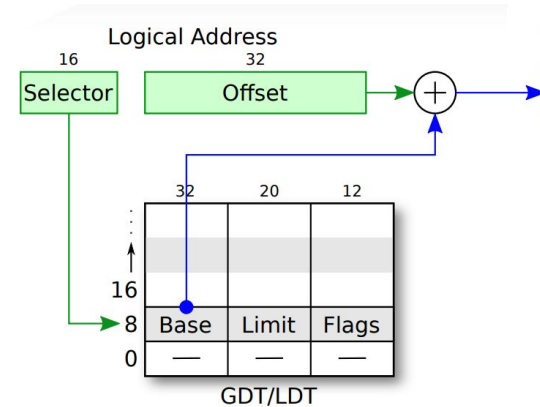 Logical Address
16 32
Selector Offset
32 20 12
16
8 Base Limit Flags
0 — — —
GDT/LDT